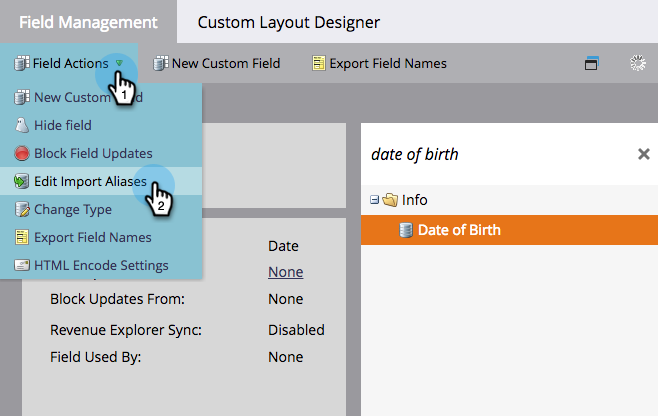 Field Management
Custom Layout Designer
Field Actions
New Custom Field
Export Field Names
1
New Custom
Hide field
Block Field Updates
Edit Import Aliases
2
Change Type
Export Field Names
HTML Encode Settings
Date
None
Block Updates From: None
Revenue Explorer Sync: Disabled
Field Used By: None
date of birth
Info
Date of Birth